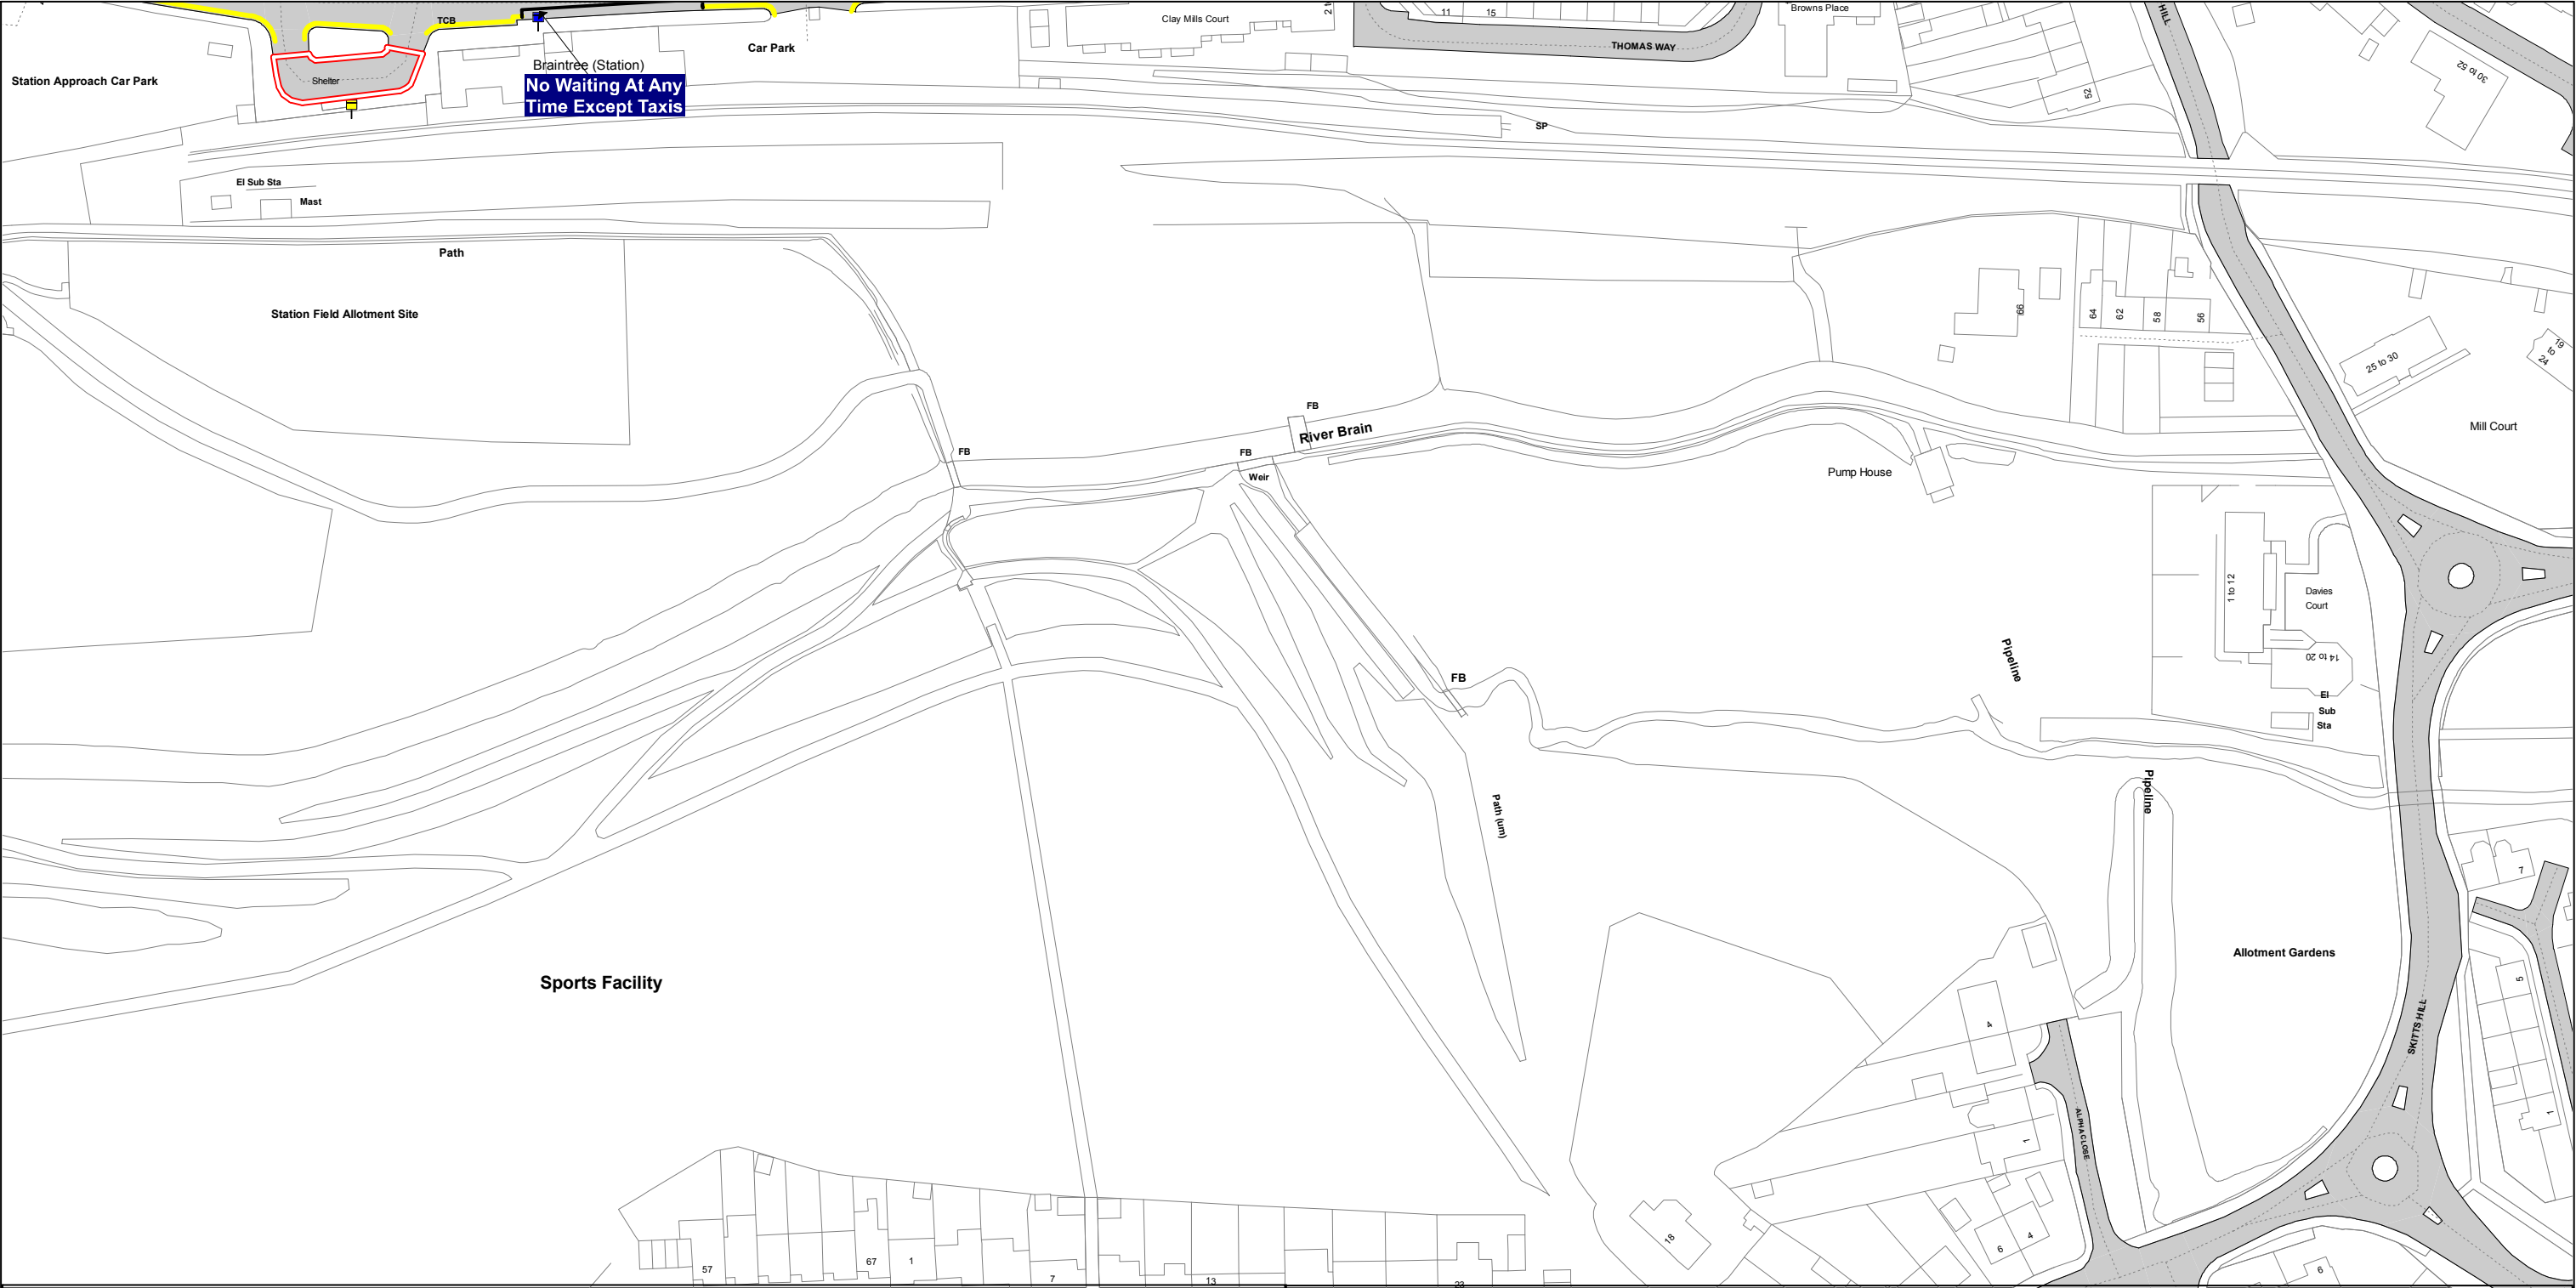 TCB
Station Approach Car Park
Shelter
Braintree (Station)
No Waiting At Any
Time Except Taxis
Car Park
Clay Mills Court
11
15
THOMAS WAY
Browns Place
52
HILL
30 to 52
SP
El Sub Sta
Mast
Path
Station Field Allotment Site
66
64
62
58
56
25 to 30
19
to
24
Mill Court
FB
River Brain
FB
FB
Weir
Pump House
1 to 12
Davies
Court
14 to 20
El
Sub
Sta
Pipeline
FB
Pipeline
Path (um)
7
Allotment Gardens
5
Sports Facility
4
SKITTS HILL
1
ALPHA CLOSE
1
18
6
4
6
57
67
1
7
13
23